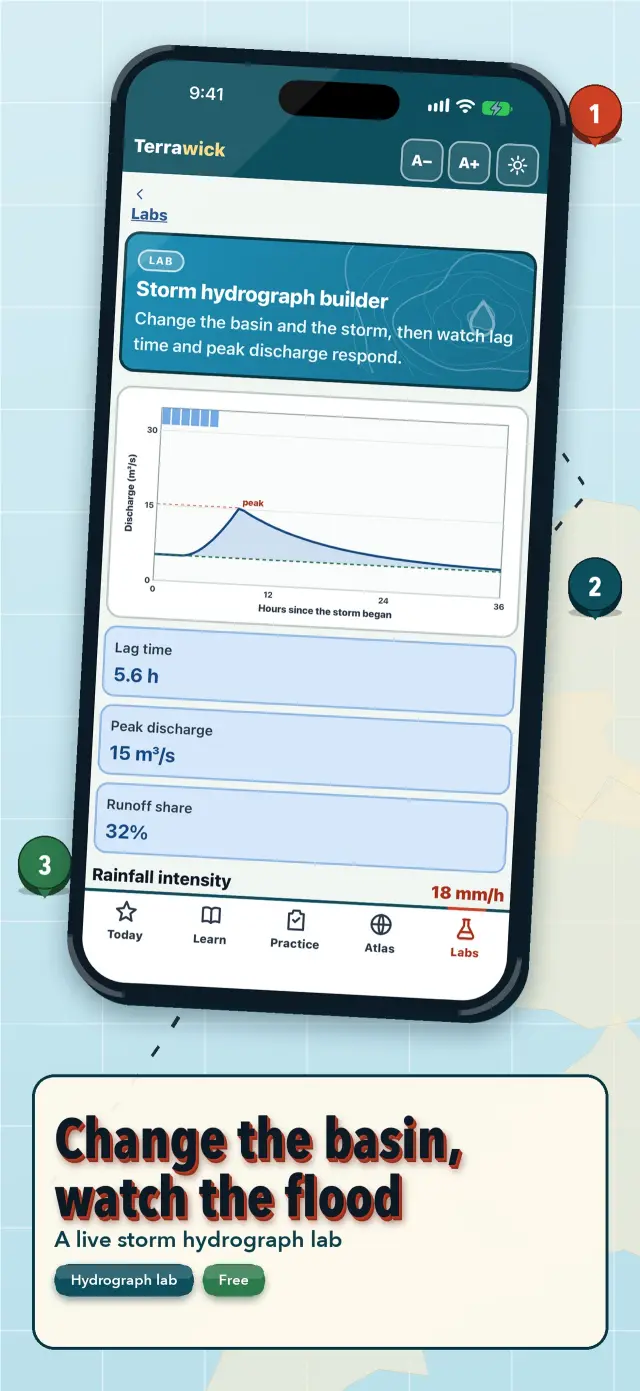 9:41
1
Terrawick
A−
A+
Labs
LAB
Storm hydrograph builder
Change the basin and the storm, then watch lag
time and peak discharge respond.
30
15
0
Discharge (m³/s)
peak
0
12
24
36
Hours since the storm began
2
Lag time
5.6 h
Peak discharge
15 m³/s
Runoff share
32%
3
Rainfall intensity
18 mm/h
Today
Learn
Practice
Atlas
Labs
Change the basin,
watch the flood
A live storm hydrograph lab
Hydrograph lab
Free